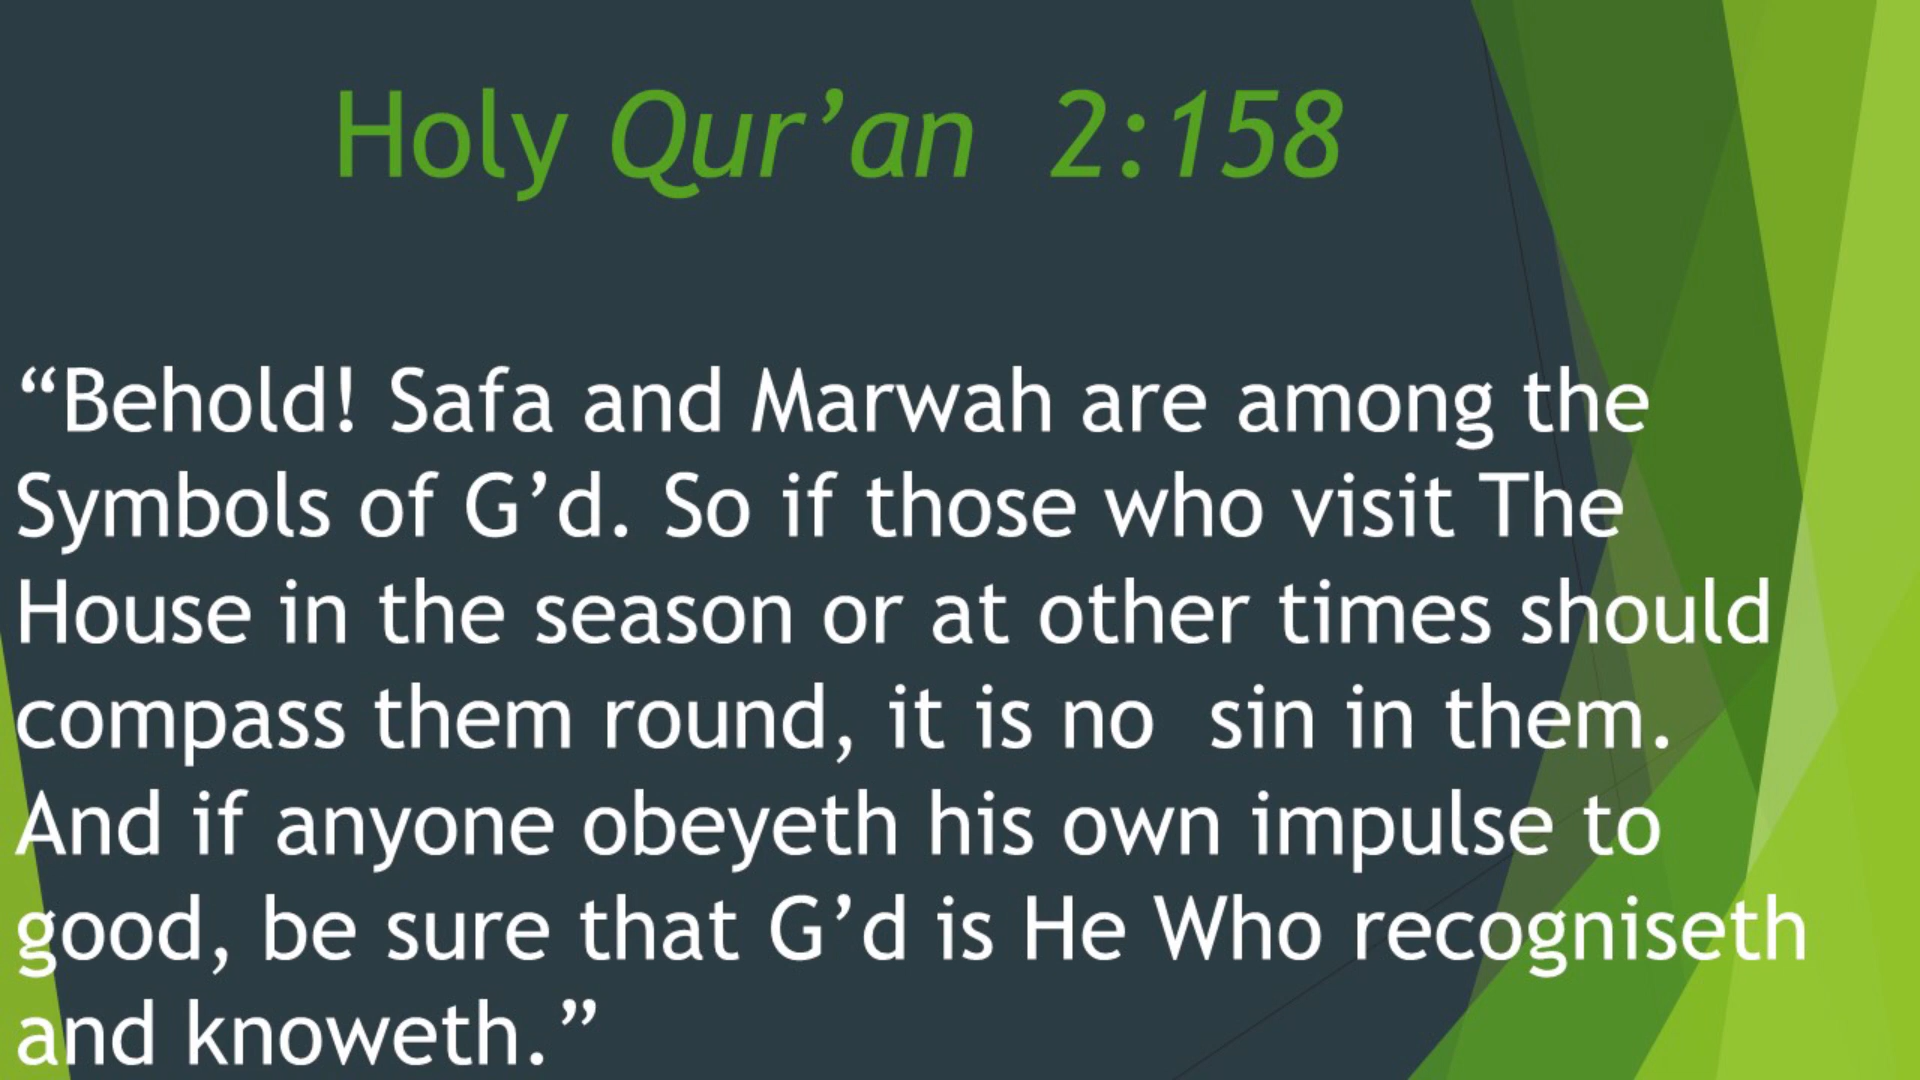 Holy Qur’an  2:158
“Behold! Safa and Marwah are among the
Symbols of G’d. So if those who visit The
House in the season or at other times should
compass them round, it is no  sin in them.
And if anyone obeyeth his own impulse to
good, be sure that G’d is He Who recogniseth
and knoweth.”